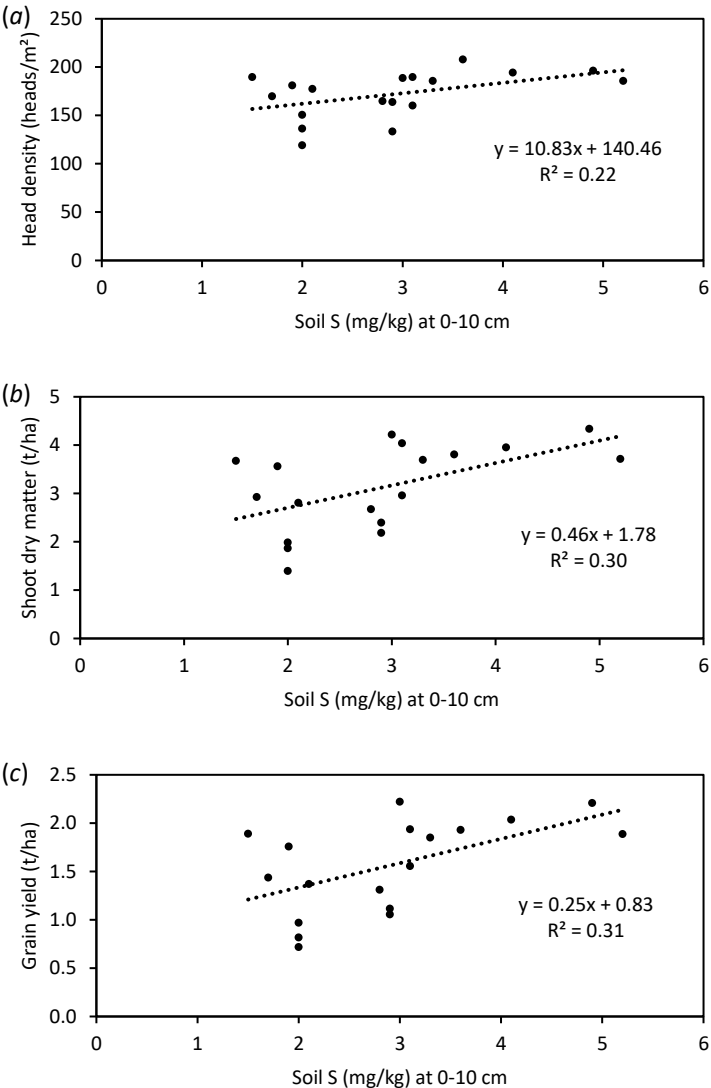 (a)
Head density (heads/m²)
250
200
150
100
50
0
y = 10.83x + 140.46
R² = 0.22
0 1 2 3 4 5 6
Soil S (mg/kg) at 0-10 cm
(b)
Shoot dry matter (t/ha)
5
4
3
2
1
0
y = 0.46x + 1.78
R² = 0.30
0 1 2 3 4 5 6
Soil S (mg/kg) at 0-10 cm
(c)
Grain yield (t/ha)
2.5
2.0
1.5
1.0
0.5
0.0
y = 0.25x + 0.83
R² = 0.31
0 1 2 3 4 5 6
Soil S (mg/kg) at 0-10 cm